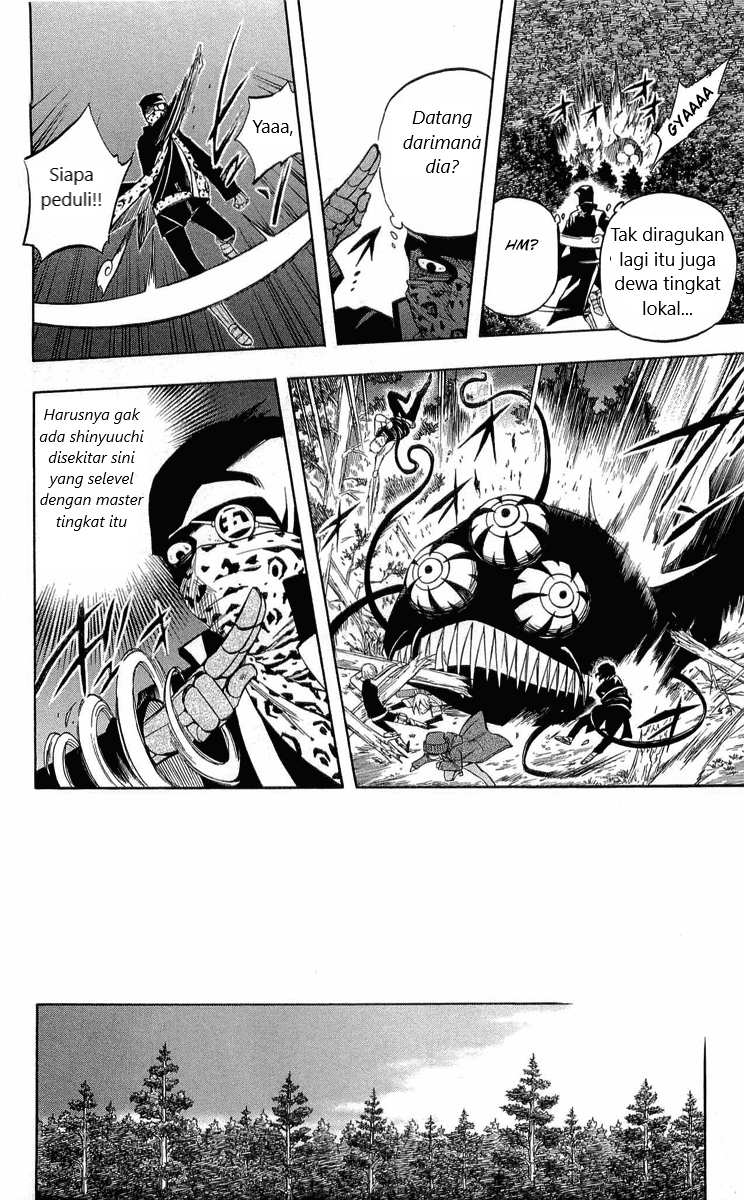 GYAAAA
Tak diragukan
lagi itu juga
dewa tingkat
lokal...
HM?
Datang
darimana
dia?
Yaaa,
Siapa
peduli!!
Harusnya gak
ada shinyuuchi
disekitar sini
yang selevel
dengan master
tingkat itu
五